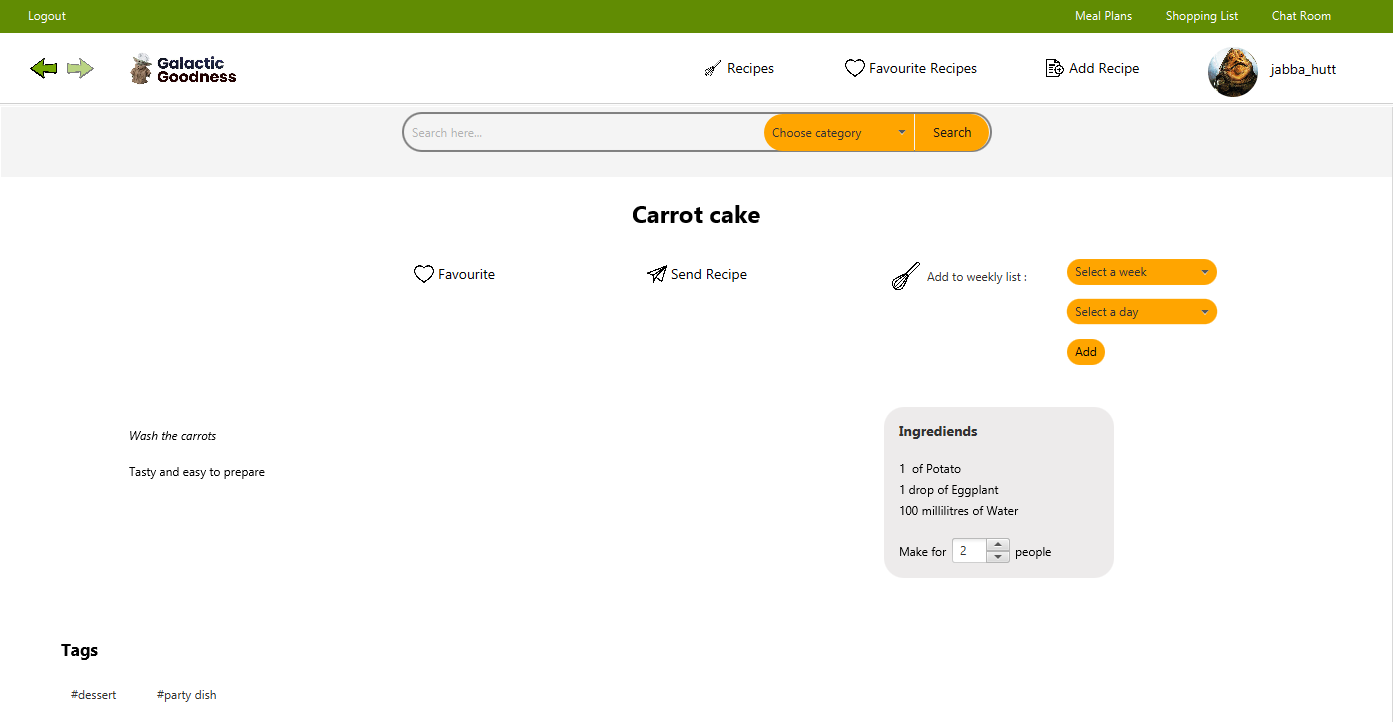 Logout
Meal Plans
Shopping List
Chat Room
Galactic
Goodness
Recipes
Favourite Recipes
Add Recipe
jabba_hutt
Search here...
Choose category
Search
Carrot cake
Favourite
Send Recipe
Add to weekly list :
Select a week
Select a day
Add
Wash the carrots
Tasty and easy to prepare
Ingrediends
1  of Potato
1 drop of Eggplant
100 millilitres of Water
Make for 2 people
Tags
#dessert
#party dish